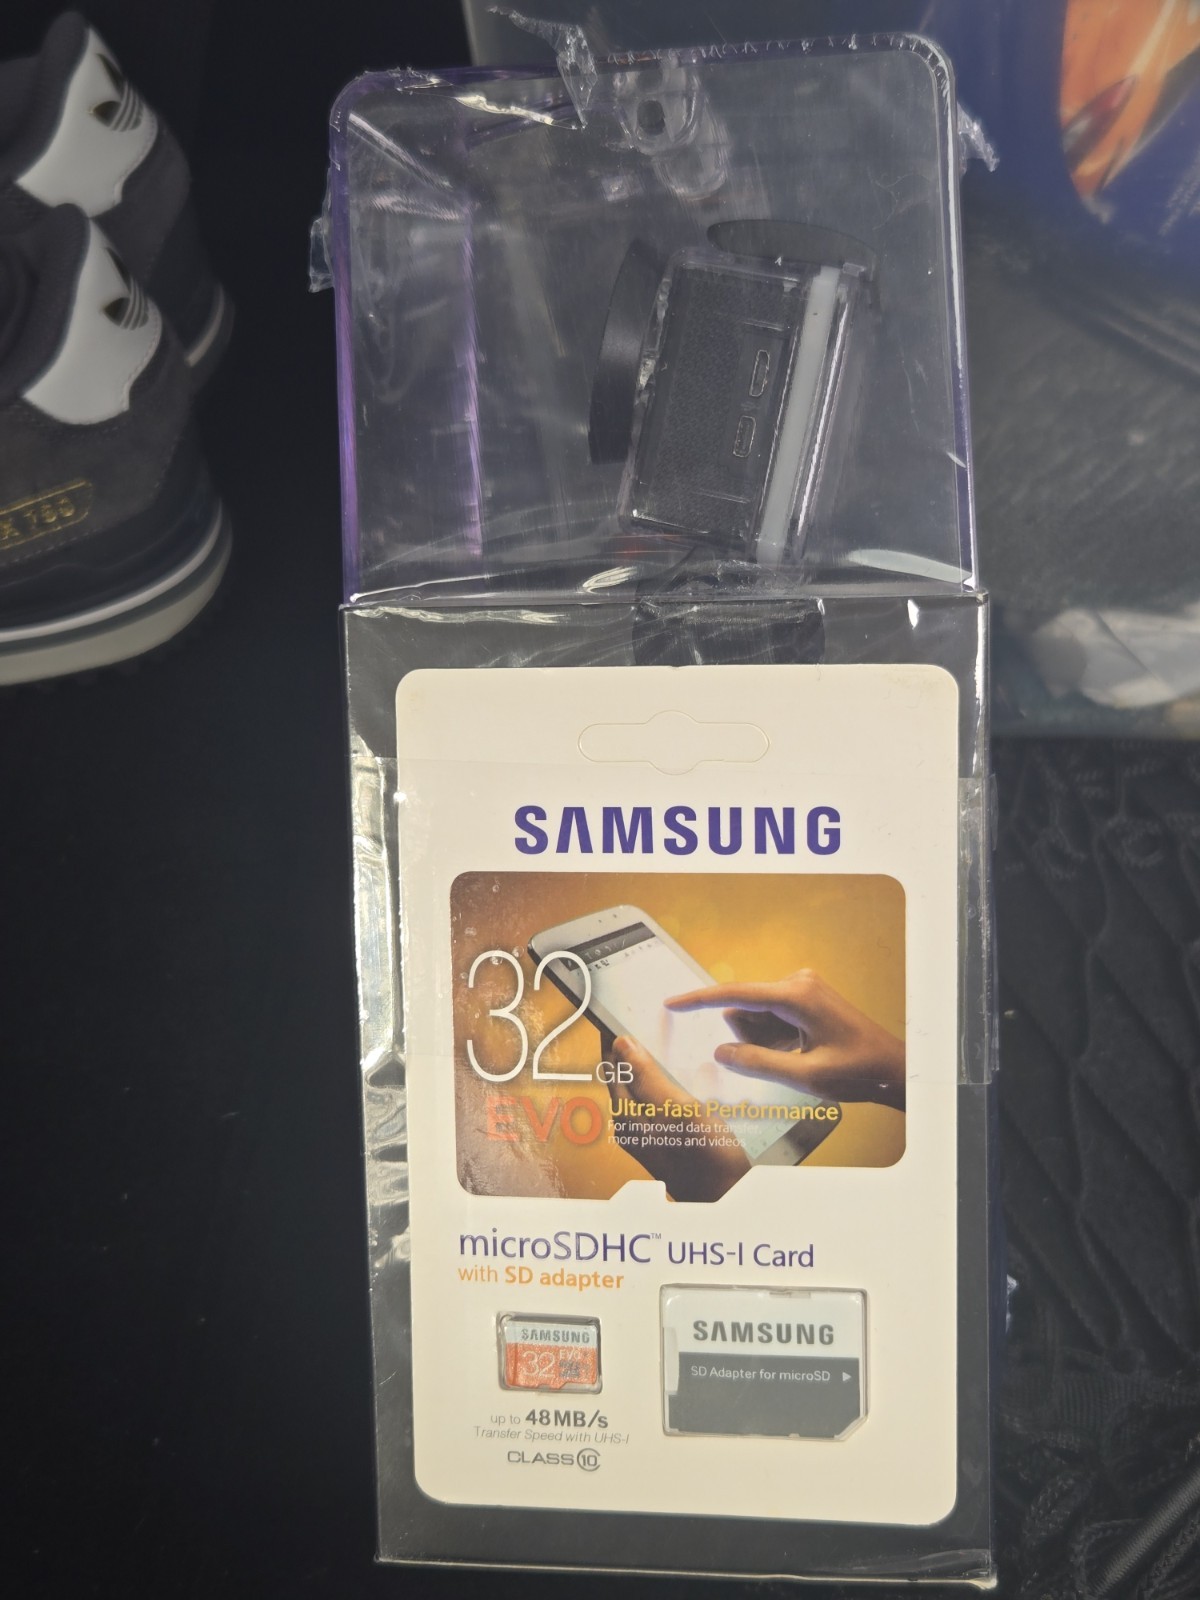 SAMSUNG
32GB
EVO
Ultra-fast Performance
For improved data transfer,
more photos and videos
microSDHC™ UHS-I Card
with SD adapter
SAMSUNG
32 EVO
up to 48MB/s
Transfer Speed with UHS-I
CLASS 10
SAMSUNG
SD Adapter for microSD ▶